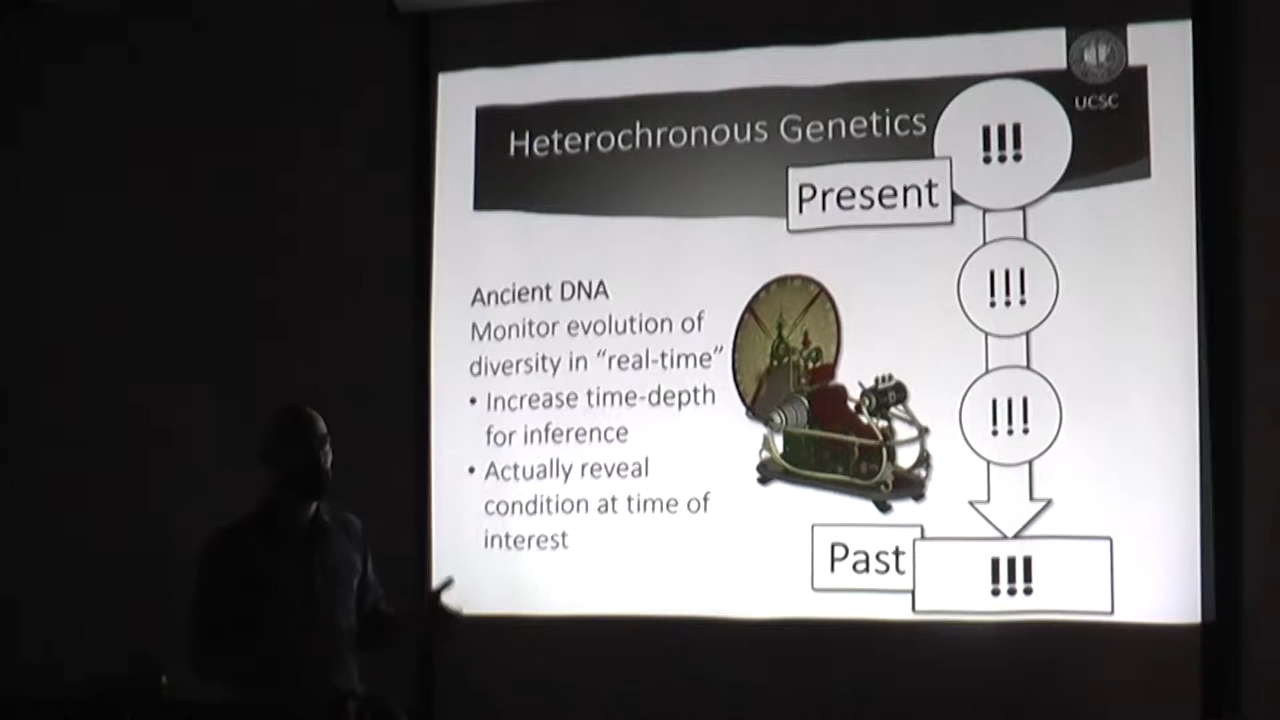 Heterochronous Genetics
!!!
UCSC
Present
!!!
Ancient DNA
Monitor evolution of
diversity in “real-time”
• Increase time-depth
for inference
• Actually reveal
condition at time of
interest
!!!
Past
!!!